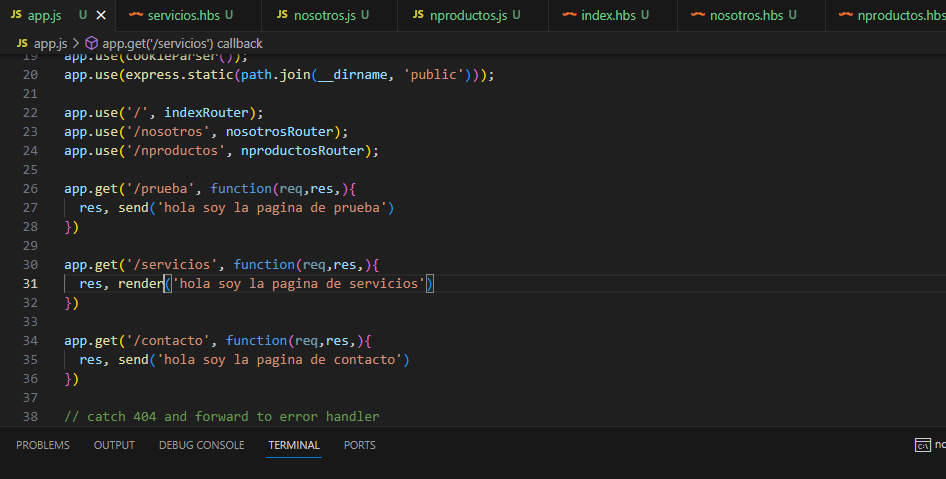 JS app.js U
servicios.hbs U
JS nosotros.js U
JS nproductos.js U
index.hbs U
nosotros.hbs U
nproductos.hbs
JS app.js > app.get('/servicios') callback
19 app.use(cookieParser());
20 app.use(express.static(path.join(__dirname, 'public')));
21
22 app.use('/', indexRouter);
23 app.use('/nosotros', nosotrosRouter);
24 app.use('/nproductos', nproductosRouter);
25
26 app.get('/prueba', function(req,res,){
27 res, send('hola soy la pagina de prueba')
28 })
29
30 app.get('/servicios', function(req,res,){
31 res, render('hola soy la pagina de servicios')
32 })
33
34 app.get('/contacto', function(req,res,){
35 res, send('hola soy la pagina de contacto')
36 })
37
38 // catch 404 and forward to error handler
PROBLEMS
OUTPUT
DEBUG CONSOLE
TERMINAL
PORTS